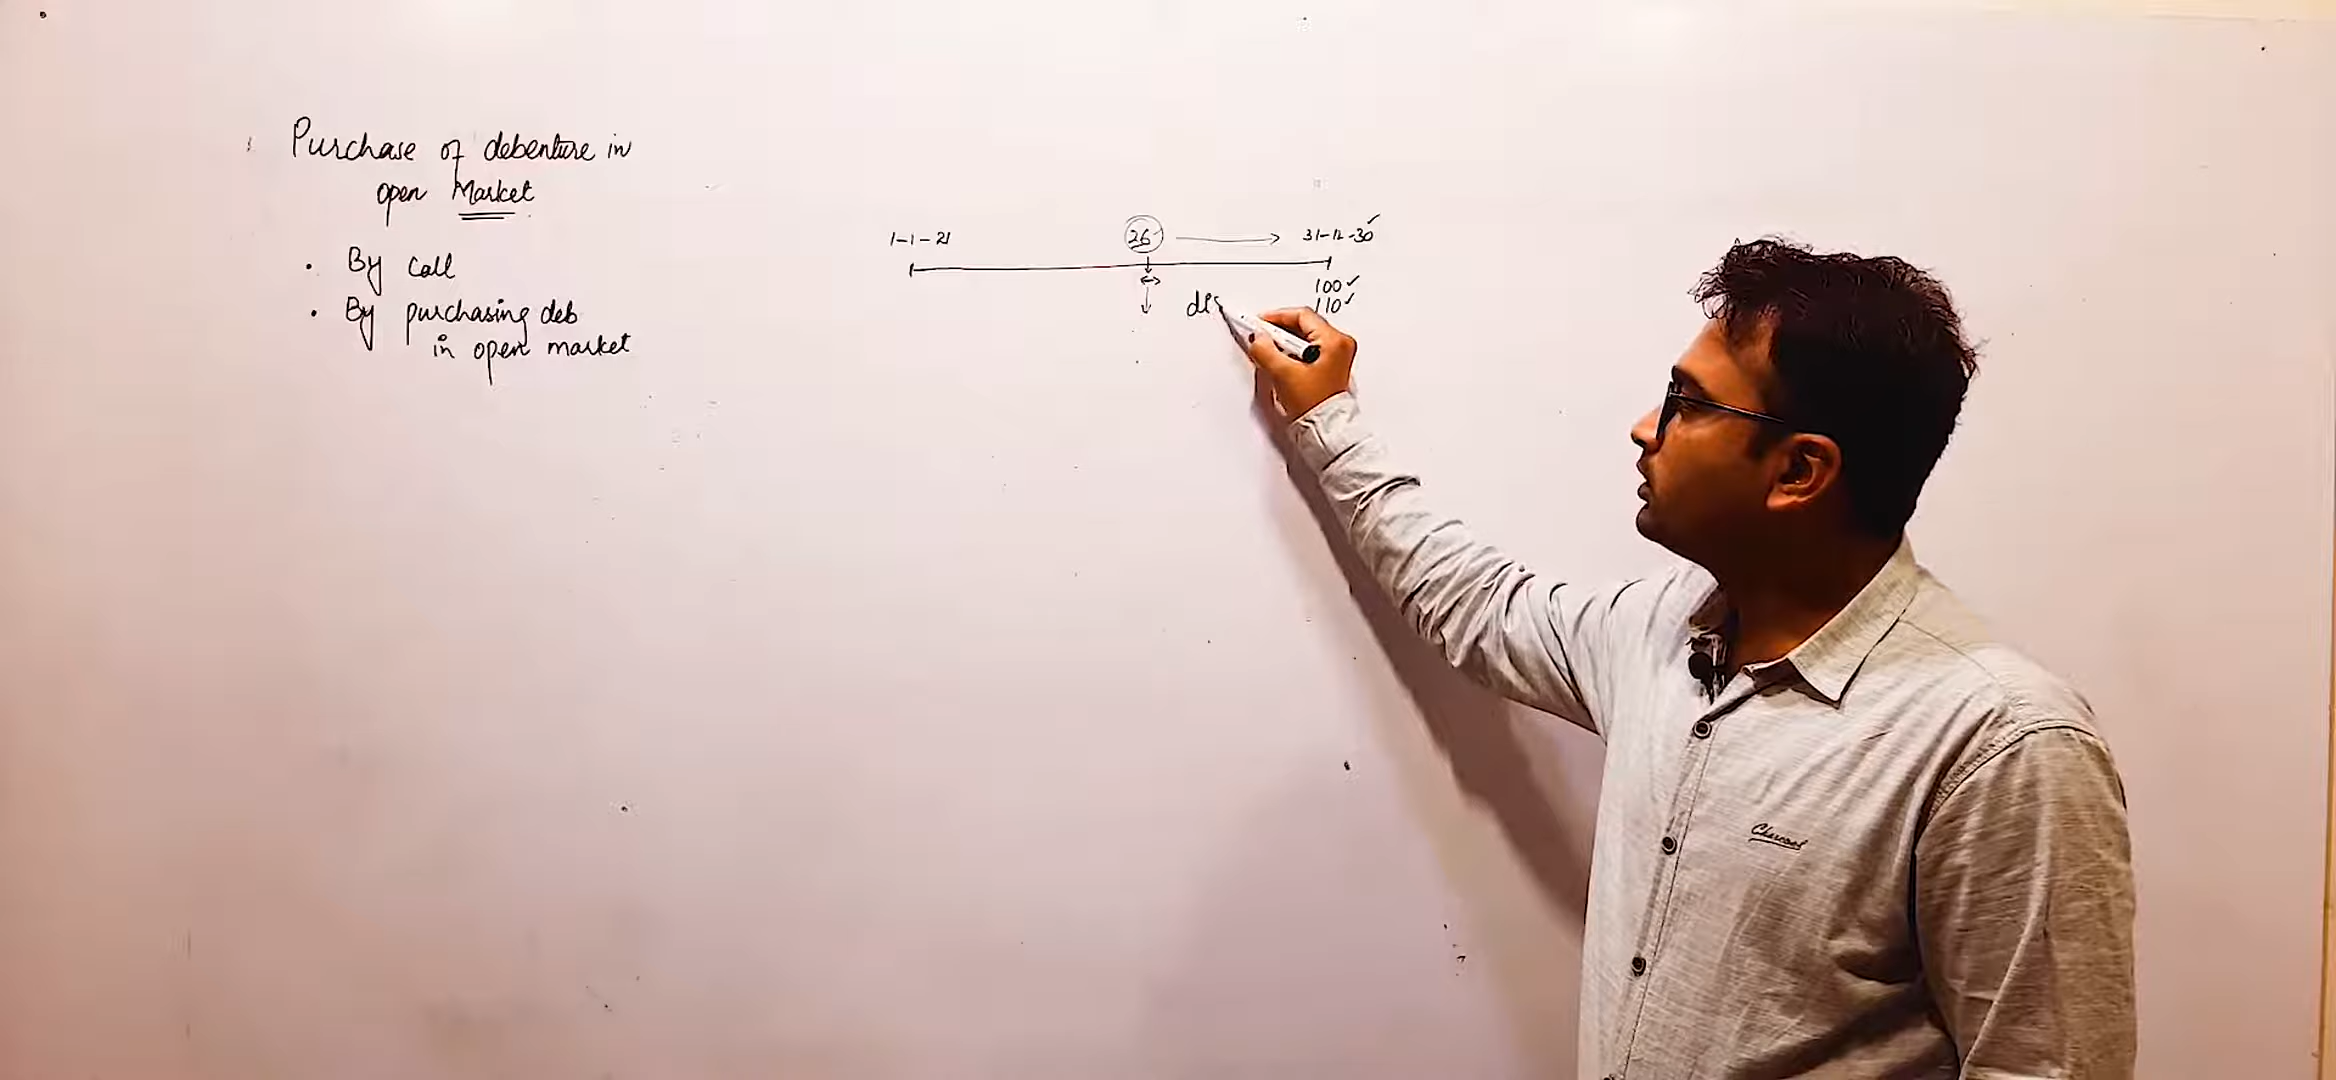 Purchase of debenture in
open Market
• By call
• By purchasing deb
in open market
1-1-21
26
31-12-30
100
110
Charcoal